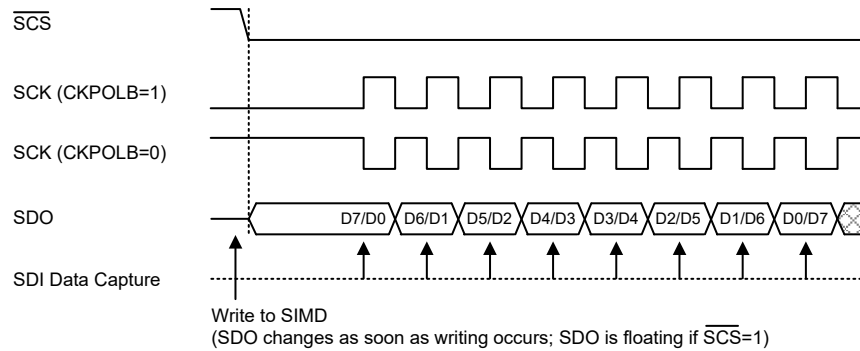 SCS
SCK (CKPOLB=1)
SCK (CKPOLB=0)
SDO
D7/D0 D6/D1 D5/D2 D4/D3 D3/D4 D2/D5 D1/D6 D0/D7
SDI Data Capture
Write to SIMD
(SDO changes as soon as writing occurs; SDO is floating if SCS=1)